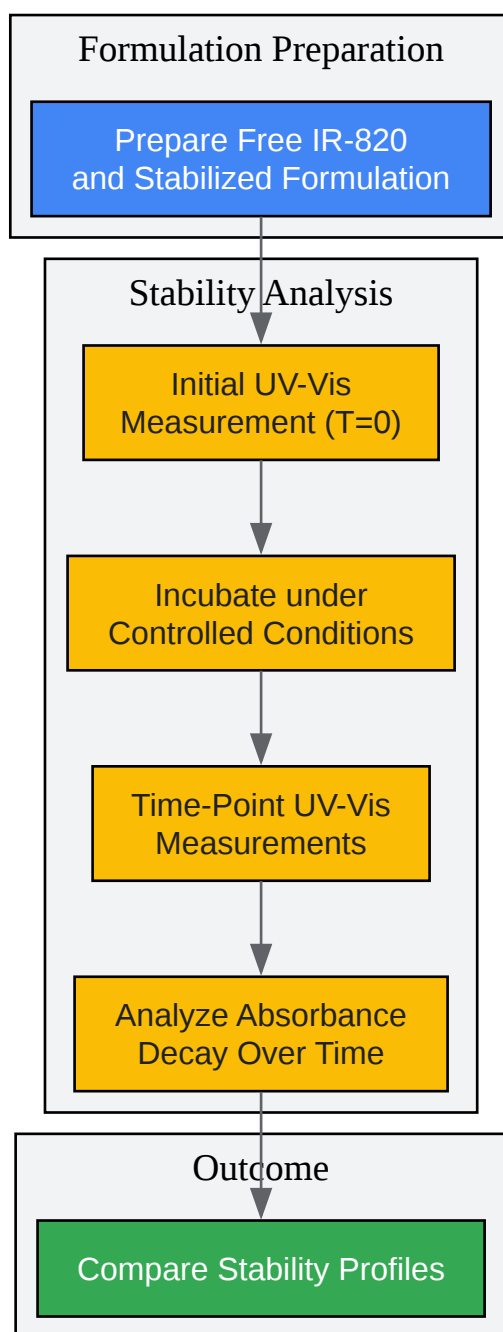 Formulation Preparation
Prepare Free IR-820
and Stabilized Formulation
Stability Analysis
Initial UV-Vis
Measurement (T=0)
Incubate under
Controlled Conditions
Time-Point UV-Vis
Measurements
Analyze Absorbance
Decay Over Time
Outcome
Compare Stability Profiles